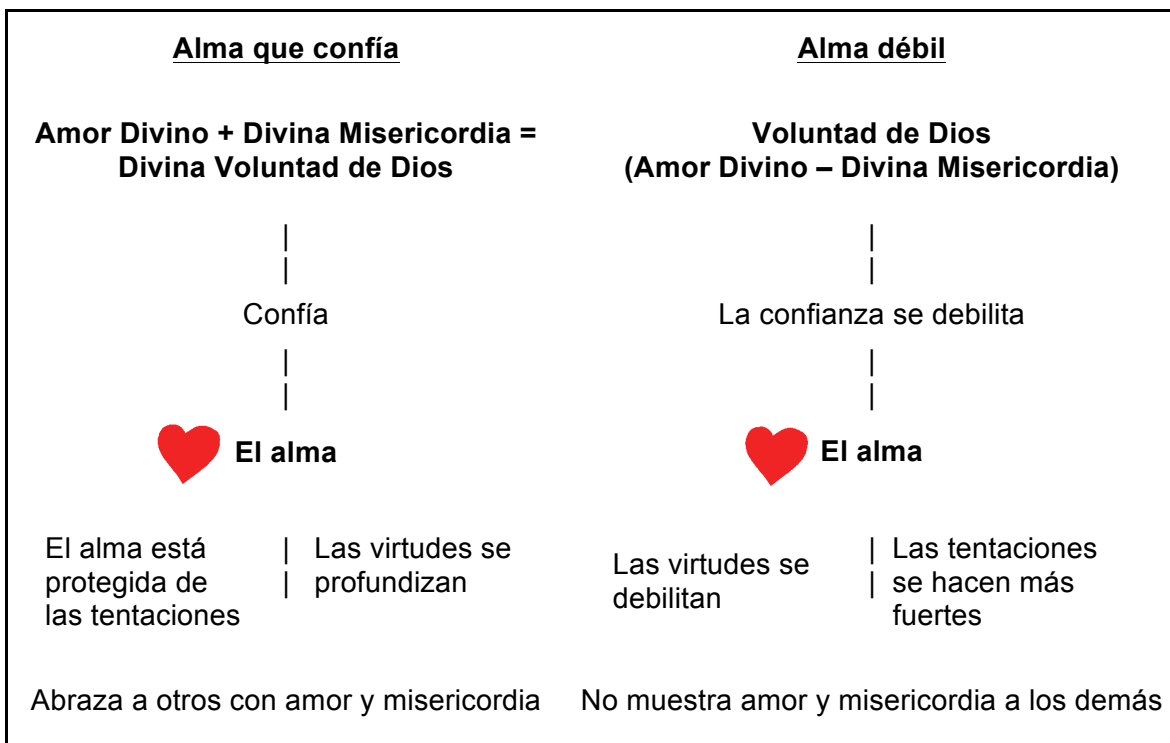 Alma que confía
Amor Divino + Divina Misericordia =
Divina Voluntad de Dios
|
|
Confía
|
|
El alma
El alma está
protegida de
las tentaciones
|
|
Las virtudes se
profundizan
Abraza a otros con amor y misericordia
Alma débil
Voluntad de Dios
(Amor Divino – Divina Misericordia)
|
|
La confianza se debilita
|
|
El alma
Las virtudes se
debilitan
|
|
Las tentaciones
se hacen más
fuertes
No muestra amor y misericordia a los demás